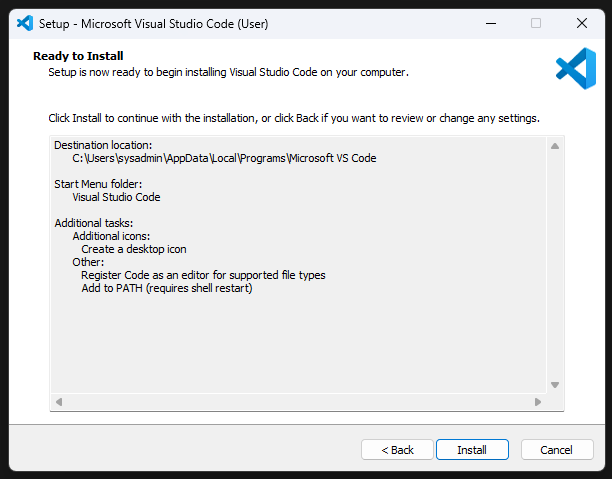 Setup - Microsoft Visual Studio Code (User)
Ready to Install
Setup is now ready to begin installing Visual Studio Code on your computer.
Click Install to continue with the installation, or click Back if you want to review or change any settings.
Destination location:
C:\Users\sysadmin\AppData\Local\Programs\Microsoft VS Code
Start Menu folder:
Visual Studio Code
Additional tasks:
Additional icons:
Create a desktop icon
Other:
Register Code as an editor for supported file types
Add to PATH (requires shell restart)
< Back
Install
Cancel